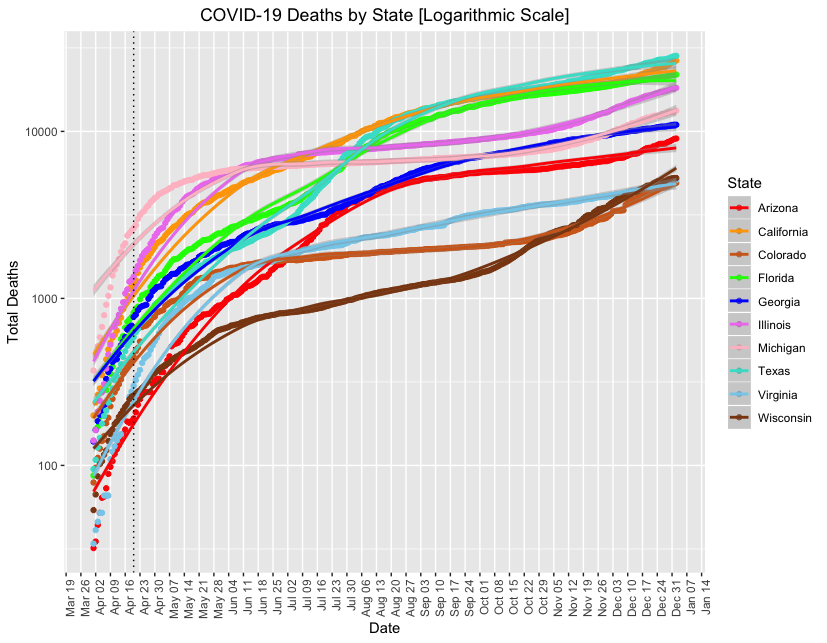 COVID-19 Deaths by State [Logarithmic Scale]
Total Deaths
10000
1000
100
Mar 19
Mar 26
Apr 02
Apr 09
Apr 16
Apr 23
Apr 30
May 07
May 14
May 21
May 28
Jun 04
Jun 11
Jun 18
Jun 25
Jul 02
Jul 09
Jul 16
Jul 23
Jul 30
Aug 06
Aug 13
Aug 20
Aug 27
Sep 03
Sep 10
Sep 17
Sep 24
Oct 01
Oct 08
Oct 15
Oct 22
Oct 29
Nov 05
Nov 12
Nov 19
Nov 26
Dec 03
Dec 10
Dec 17
Dec 24
Dec 31
Jan 07
Jan 14
Date
State
Arizona
California
Colorado
Florida
Georgia
Illinois
Michigan
Texas
Virginia
Wisconsin